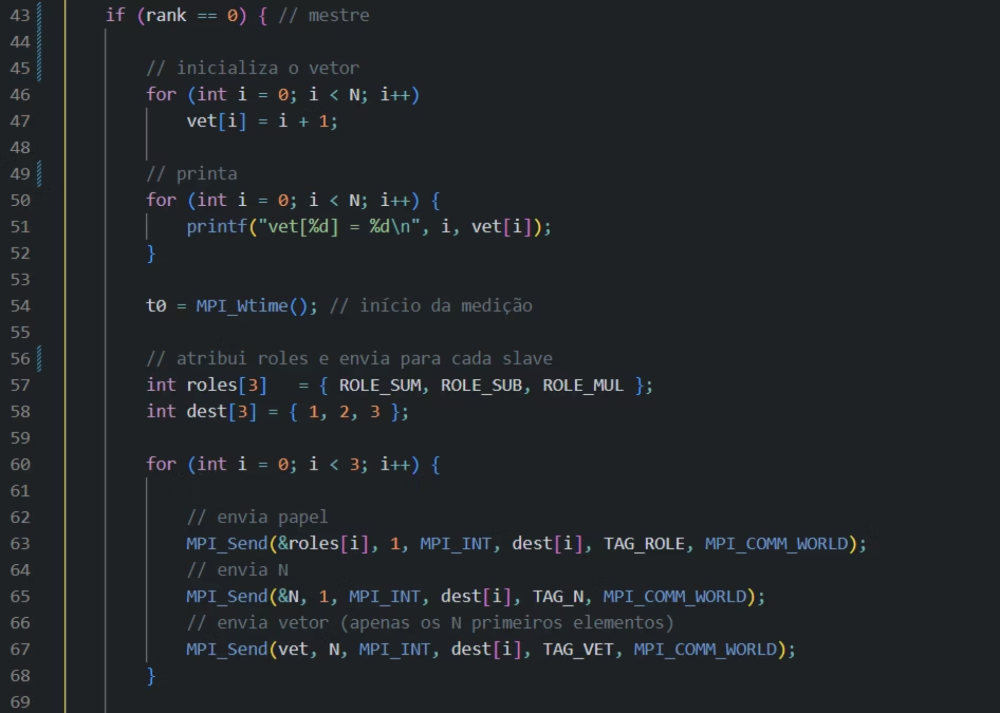 43 if (rank == 0) { // mestre
44
45 // inicializa o vetor
46 for (int i = 0; i < N; i++)
47 vet[i] = i + 1;
48
49 // printa
50 for (int i = 0; i < N; i++) {
51 printf("vet[%d] = %d\n", i, vet[i]);
52 }
53
54 t0 = MPI_Wtime(); // início da medição
55
56 // atribui roles e envia para cada slave
57 int roles[3]   = { ROLE_SUM, ROLE_SUB, ROLE_MUL };
58 int dest[3] = { 1, 2, 3 };
59
60 for (int i = 0; i < 3; i++) {
61
62 // envia papel
63 MPI_Send(&roles[i], 1, MPI_INT, dest[i], TAG_ROLE, MPI_COMM_WORLD);
64 // envia N
65 MPI_Send(&N, 1, MPI_INT, dest[i], TAG_N, MPI_COMM_WORLD);
66 // envia vetor (apenas os N primeiros elementos)
67 MPI_Send(vet, N, MPI_INT, dest[i], TAG_VET, MPI_COMM_WORLD);
68 }
69